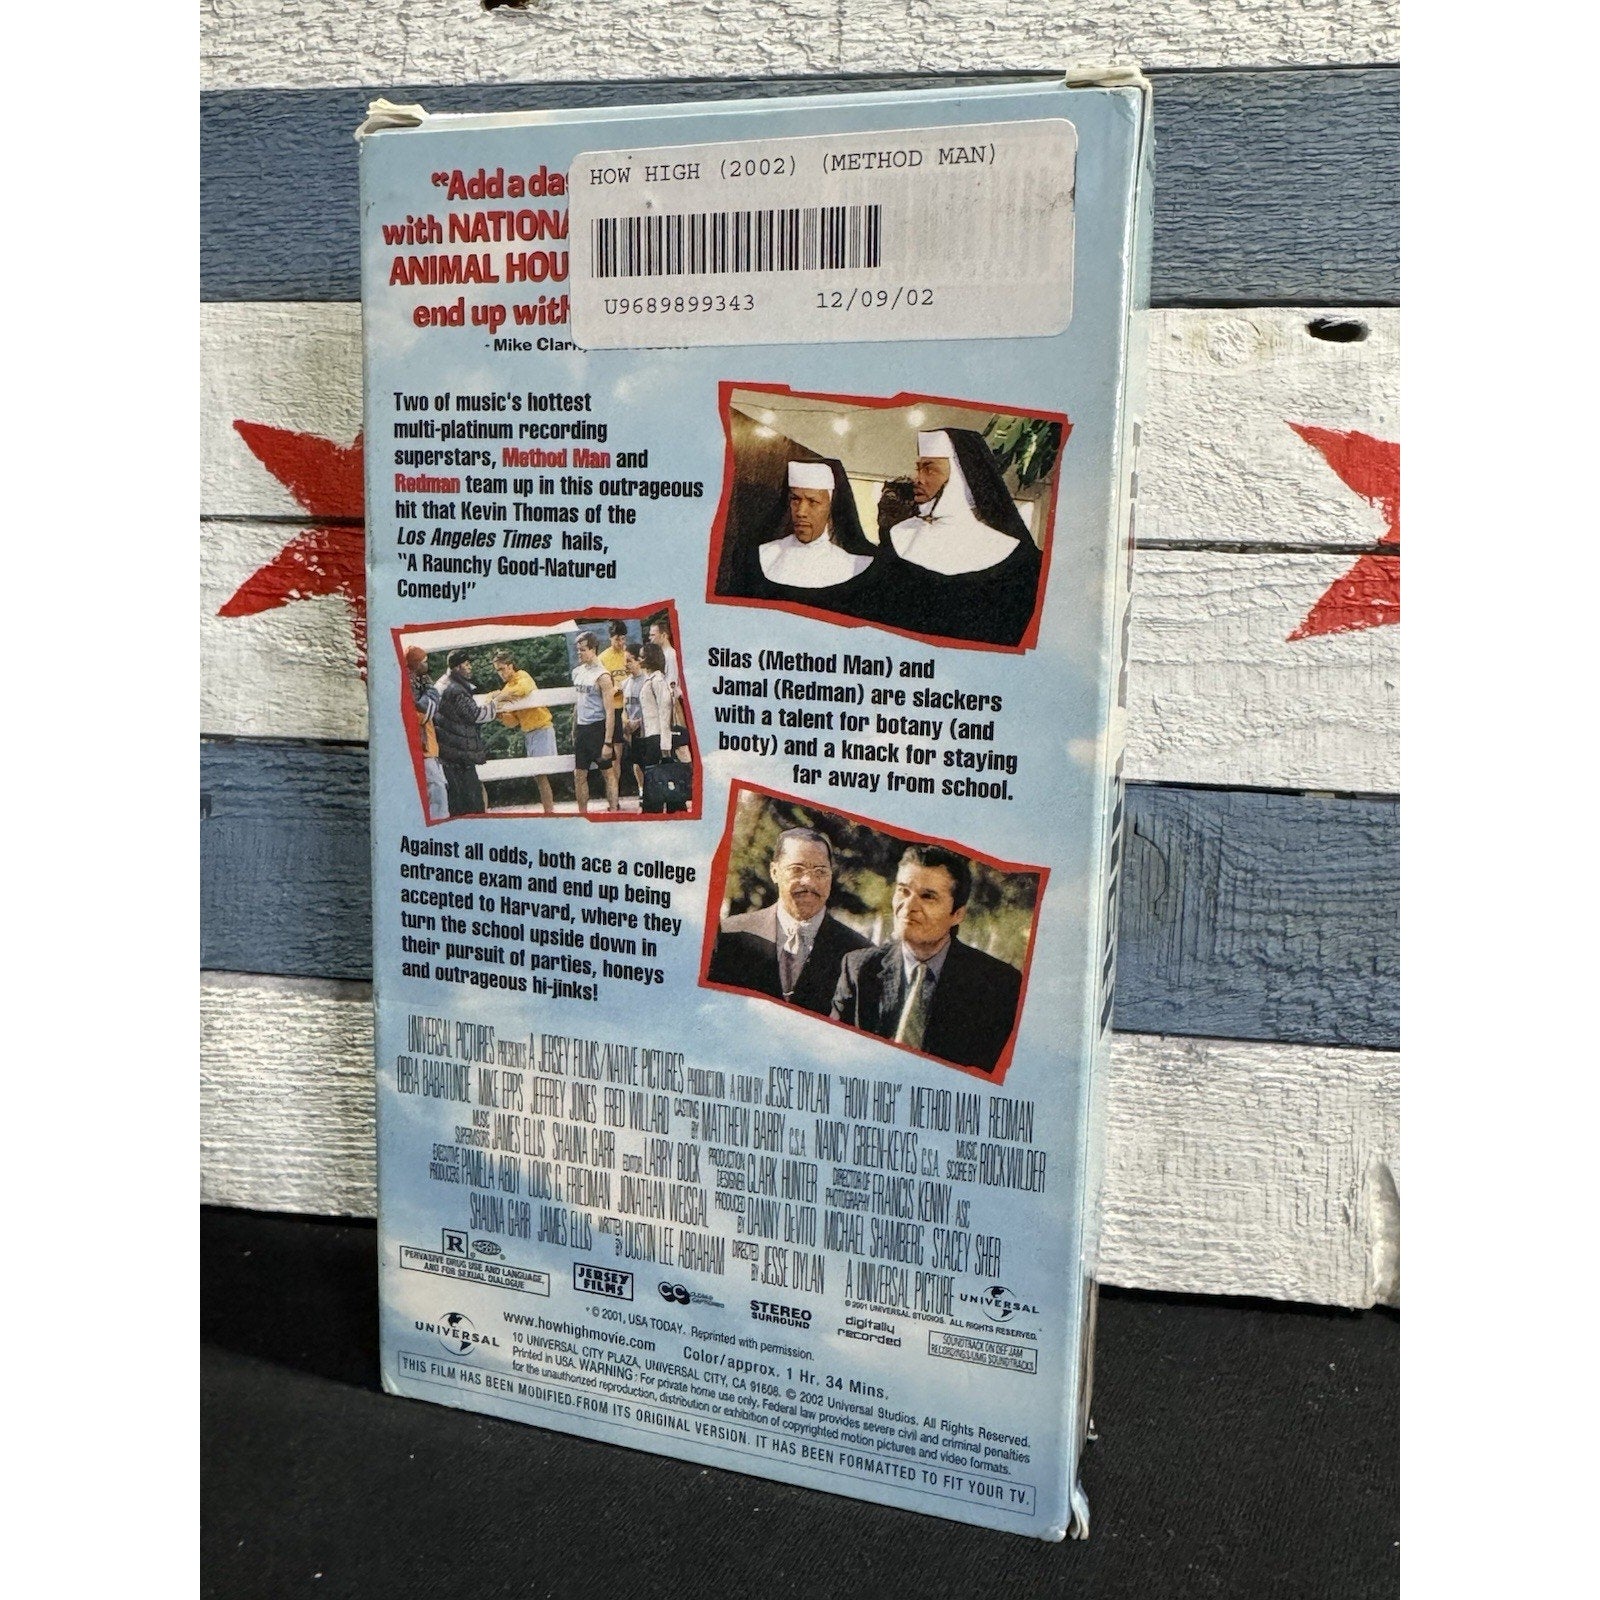 HOW HIGH (2002) (METHOD MAN)
U9689899343 12/09/02
“Add a
with
ANIMAL
end up
- Mike
Two of music's hottest
multi-platinum recording
superstars, Method Man and
Redman team up in this outrageous
hit that Kevin Thomas of the
Los Angeles Times hails,
"A Raunchy Good-Natured
Comedy!"
Silas (Method Man) and
Jamal (Redman) are slackers
with a talent for botany (and
booty) and a knack for staying
far away from school.
Against all odds, both ace a college
entrance exam and end up being
accepted to Harvard, where they
turn the school upside down in
their pursuit of parties, honeys
and outrageous hi-jinks!
UNIVERSAL PICTURES PRESENTS A JERSEY FILMS/NATIVE PICTURES PRODUCTION A FILM BY JESSE DYLAN "HOW HIGH" METHOD MAN REDMAN
OBBA BABATUNDE MIKE EPPS JEFFREY JONES FRED WILLARD CASTING BY MATTHEW BARRY C.S.A. NANCY GREEN-KEYES C.S.A. MUSIC SCORE BY ROCKWILDER
MUSIC SUPERVISORS JAMES ELLIS SHAUNA GARR EDITOR LARRY BOCK PRODUCTION DESIGNER CLARK HUNTER DIRECTOR OF PHOTOGRAPHY FRANCIS KENNY ASC
EXECUTIVE PRODUCERS PAMELA ABDY LOUIS G. FRIEDMAN JONATHAN WEISGAL PRODUCED BY DANNY DeVITO MICHAEL SHAMBERG STACEY SHER
SHAUNA GARR JAMES ELLIS WRITTEN BY DUSTIN LEE ABRAHAM DIRECTED BY JESSE DYLAN A UNIVERSAL PICTURE UNIVERSAL
© 2001 UNIVERSAL STUDIOS. ALL RIGHTS RESERVED.
R
PERVASIVE DRUG USE AND LANGUAGE,
AND FOR SEXUAL DIALOGUE
JERSEY
FILMS
CC CLOSED CAPTIONED
STEREO
SURROUND
digitally
recorded
SOUNDTRACK ON DEF JAM
RECORDINGS/UMG SOUNDTRACKS
UNIVERSAL
* © 2001, USA TODAY. Reprinted with permission.
www.howhighmovie.com Color/approx. 1 Hr. 34 Mins.
10 UNIVERSAL CITY PLAZA, UNIVERSAL CITY, CA 91608. © 2002 Universal Studios. All Rights Reserved.
Printed in USA. WARNING: For private home use only. Federal law provides severe civil and criminal penalties
for the unauthorized reproduction, distribution or exhibition of copyrighted motion pictures and video formats.
THIS FILM HAS BEEN MODIFIED FROM ITS ORIGINAL VERSION. IT HAS BEEN FORMATTED TO FIT YOUR TV.